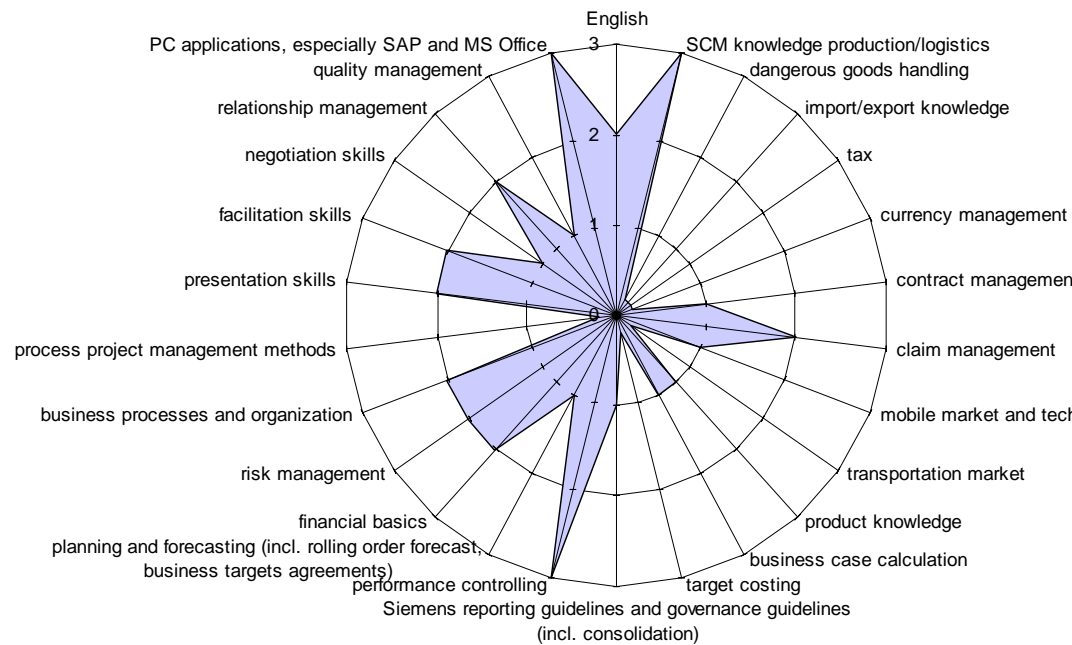 English
PC applications, especially SAP and MS Office
3
SCM knowledge production/logistics
quality management
dangerous goods handling
relationship management
import/export knowledge
2
negotiation skills
tax
facilitation skills
currency management
1
presentation skills
contract management
0
process project management methods
claim management
business processes and organization
mobile market and tech
risk management
transportation market
financial basics
product knowledge
planning and forecasting (incl. rolling order forecast,
business targets agreements)
business case calculation
performance controlling
target costing
Siemens reporting guidelines and governance guidelines
(incl. consolidation)